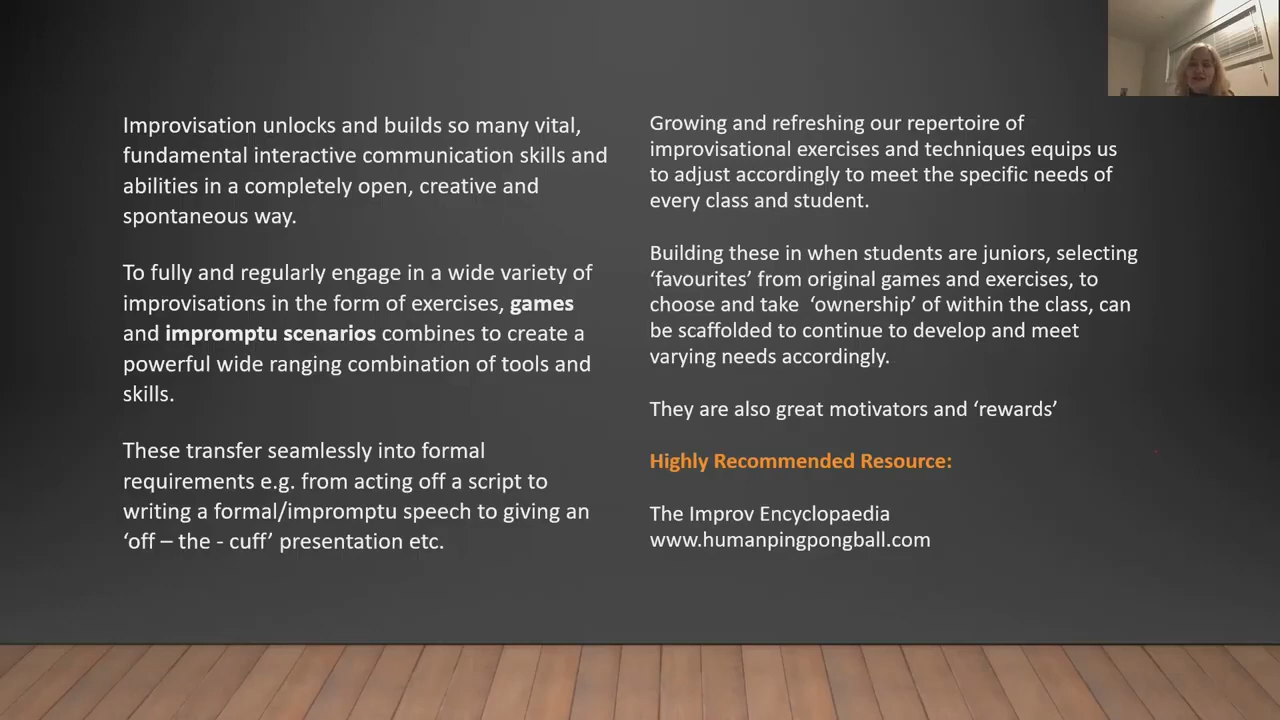 Improvisation unlocks and builds so many vital,
fundamental interactive communication skills and
abilities in a completely open, creative and
spontaneous way.
To fully and regularly engage in a wide variety of
improvisations in the form of exercises, games
and impromptu scenarios combines to create a
powerful wide ranging combination of tools and
skills.
These transfer seamlessly into formal
requirements e.g. from acting off a script to
writing a formal/impromptu speech to giving an
‘off – the - cuff’ presentation etc.
Growing and refreshing our repertoire of
improvisational exercises and techniques equips us
to adjust accordingly to meet the specific needs of
every class and student.
Building these in when students are juniors, selecting
‘favourites’ from original games and exercises, to
choose and take  ‘ownership’ of within the class, can
be scaffolded to continue to develop and meet
varying needs accordingly.
They are also great motivators and ‘rewards’
Highly Recommended Resource:
The Improv Encyclopaedia
www.humanpingpongball.com